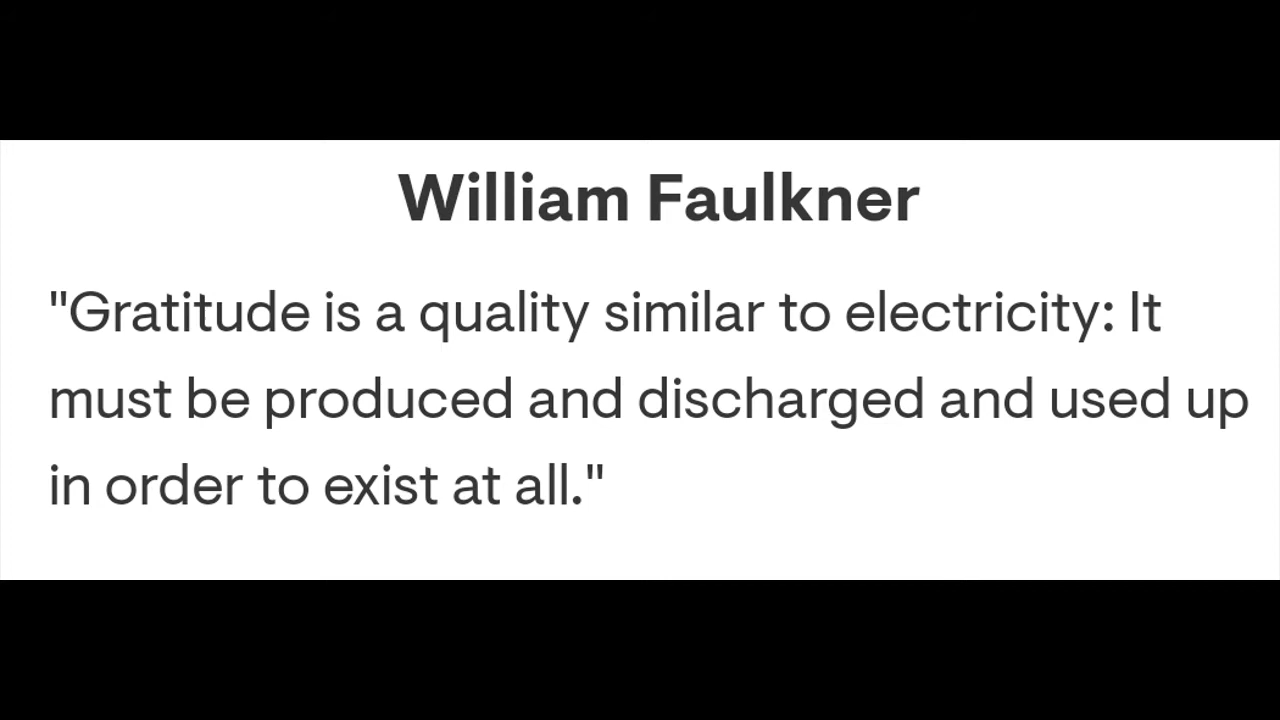 William Faulkner
"Gratitude is a quality similar to electricity: It
must be produced and discharged and used up
in order to exist at all."